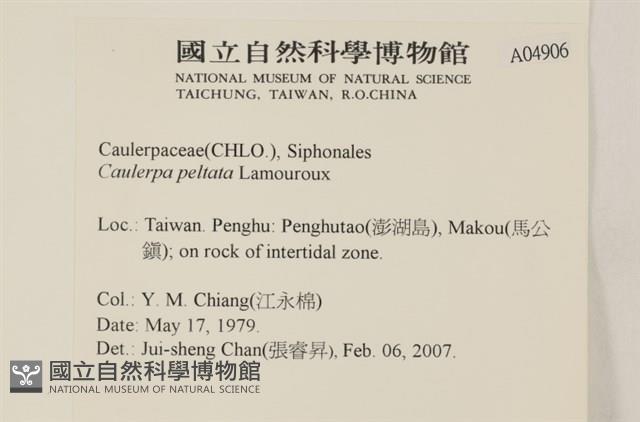 國立自然科學博物館
A04906
NATIONAL MUSEUM OF NATURAL SCIENCE
TAICHUNG, TAIWAN, R.O.CHINA
Caulerpaceae(CHLO.), Siphonales
Caulerpa peltata Lamouroux
Loc.: Taiwan. Penghu: Penghutao(澎湖島), Makou(馬公
鎮); on rock of intertidal zone.
Col.: Y. M. Chiang(江永棉)
Date: May 17, 1979.
Det.: Jui-sheng Chan(張睿昇), Feb. 06, 2007.
國立自然科學博物館
NATIONAL MUSEUM OF NATURAL SCIENCE